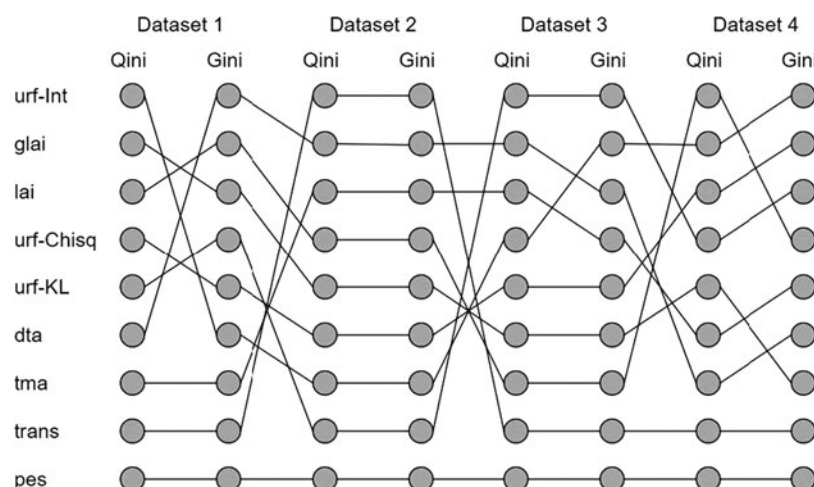 Dataset 1 Dataset 2 Dataset 3 Dataset 4
Qini Gini Qini Gini Qini Gini Qini Gini
urf-Int
glai
lai
urf-Chisq
urf-KL
dta
tma
trans
pes